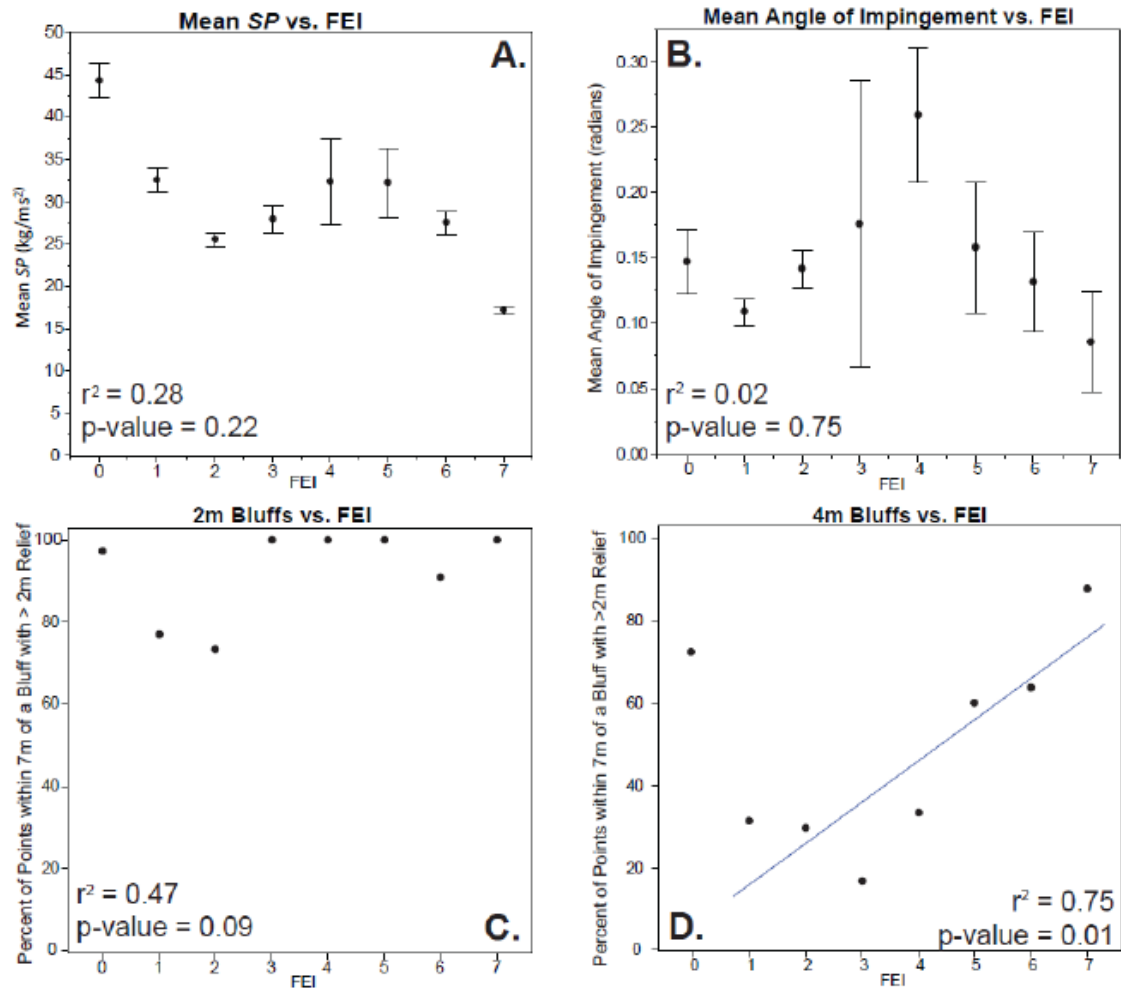 Mean SP vs. FEI
A.
Mean SP (kg/ms²)
50
45
40
35
30
25
20
15
10
5
0
r² = 0.28
p-value = 0.22
0 1 2 3 4 5 6 7
FEI
Mean Angle of Impingement vs. FEI
B.
Mean Angle of Impingement (radians)
0.30
0.25
0.20
0.15
0.10
0.05
0.00
r² = 0.02
p-value = 0.75
0 1 2 3 4 5 6 7
FEI
2m Bluffs vs. FEI
Percent of Points within 7m of a Bluff with > 2m Relief
100
80
60
40
20
0
r² = 0.47
p-value = 0.09
C.
0 1 2 3 4 5 6 7
FEI
4m Bluffs vs. FEI
Percent of Points within 7m of a Bluff with >2m Relief
100
80
60
40
20
0
r² = 0.75
p-value = 0.01
D.
0 1 2 3 4 5 6 7
FEI